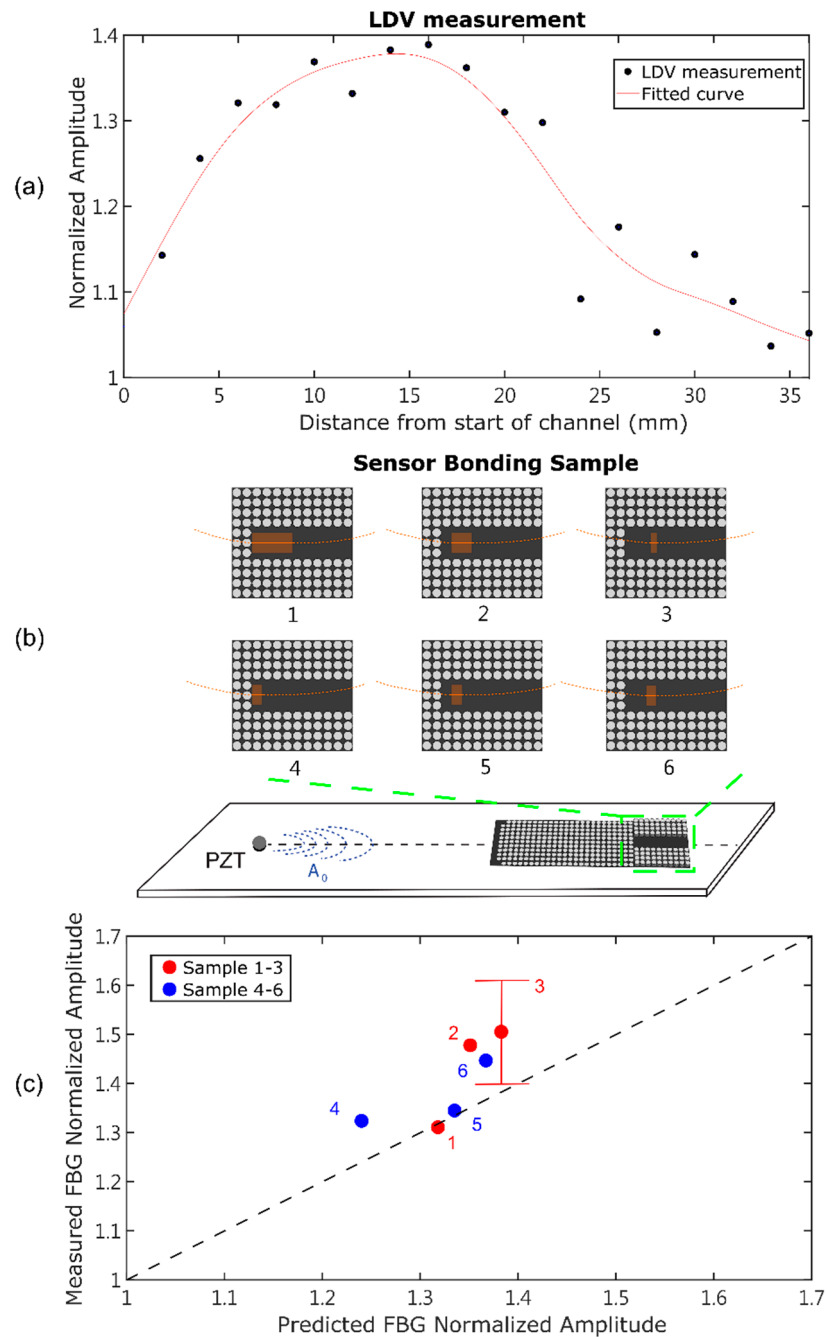 LDV measurement
(a)
Normalized Amplitude
1.4
1.3
1.2
1.1
1
LDV measurement
Fitted curve
0
5
10
15
20
25
30
35
Distance from start of channel (mm)
Sensor Bonding Sample
(b)
1
2
3
4
5
6
PZT
A0
(c)
Measured FBG Normalized Amplitude
1.7
1.6
1.5
1.4
1.3
1.2
1.1
1
Sample 1-3
Sample 4-6
3
2
6
4
5
1
1
1.1
1.2
1.3
1.4
1.5
1.6
1.7
Predicted FBG Normalized Amplitude